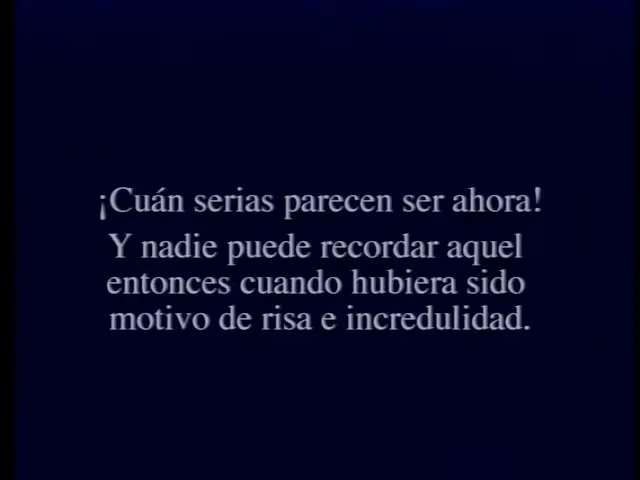 ¡Cuán serias parecen ser ahora!
Y nadie puede recordar aquel
entonces cuando hubiera sido
motivo de risa e incredulidad.